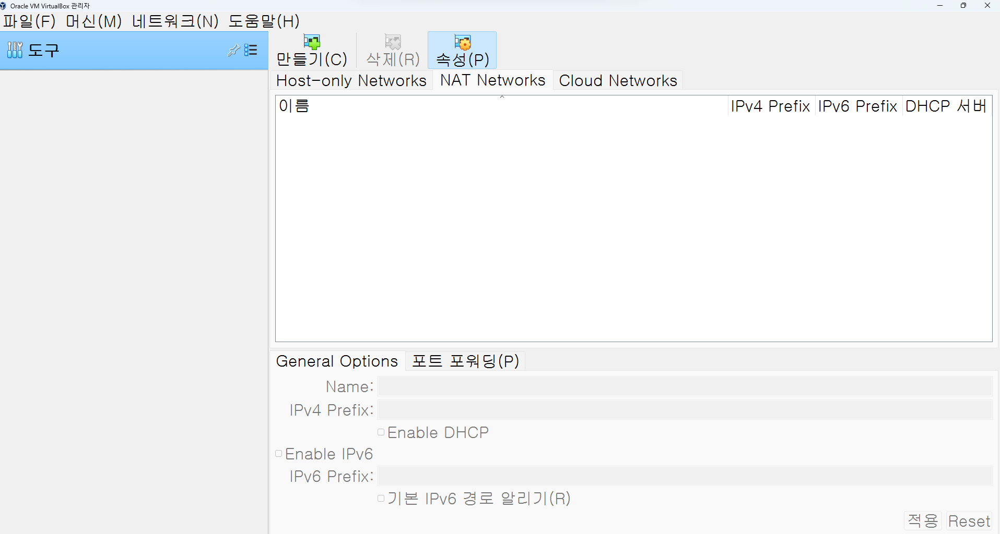 Oracle VM VirtualBox 관리자
파일(F) 머신(M) 네트워크(N) 도움말(H)
도구
만들기(C) 삭제(R) 속성(P)
Host-only Networks NAT Networks Cloud Networks
이름 IPv4 Prefix IPv6 Prefix DHCP 서버
General Options 포트 포워딩(P)
Name:
IPv4 Prefix:
Enable DHCP
Enable IPv6
IPv6 Prefix:
기본 IPv6 경로 알리기(R)
적용 Reset